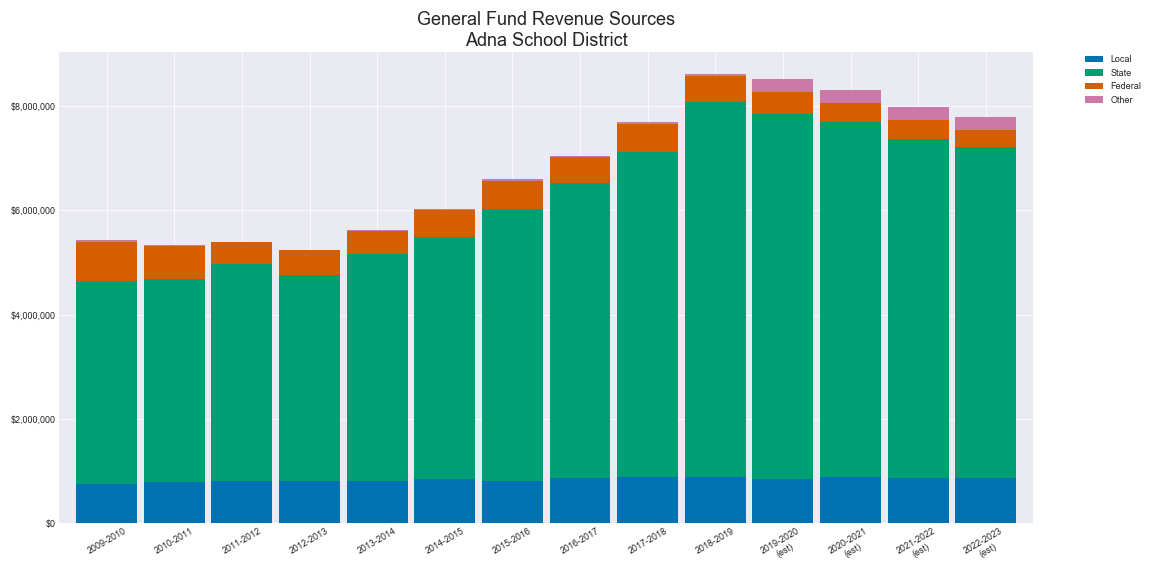 General Fund Revenue Sources
Adna School District
Local
State
Federal
Other
$8,000,000
$6,000,000
$4,000,000
$2,000,000
$0
2009-2010
2010-2011
2011-2012
2012-2013
2013-2014
2014-2015
2015-2016
2016-2017
2017-2018
2018-2019
2019-2020
(est)
2020-2021
(est)
2021-2022
(est)
2022-2023
(est)